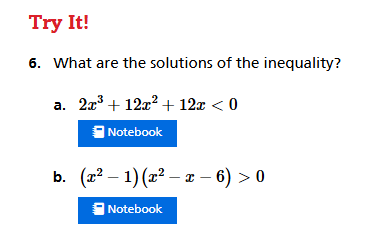 Try It!
6. What are the solutions of the inequality?
a. 2x³ + 12x² + 12x < 0
Notebook
b. (x² – 1)(x² – x – 6) > 0
Notebook